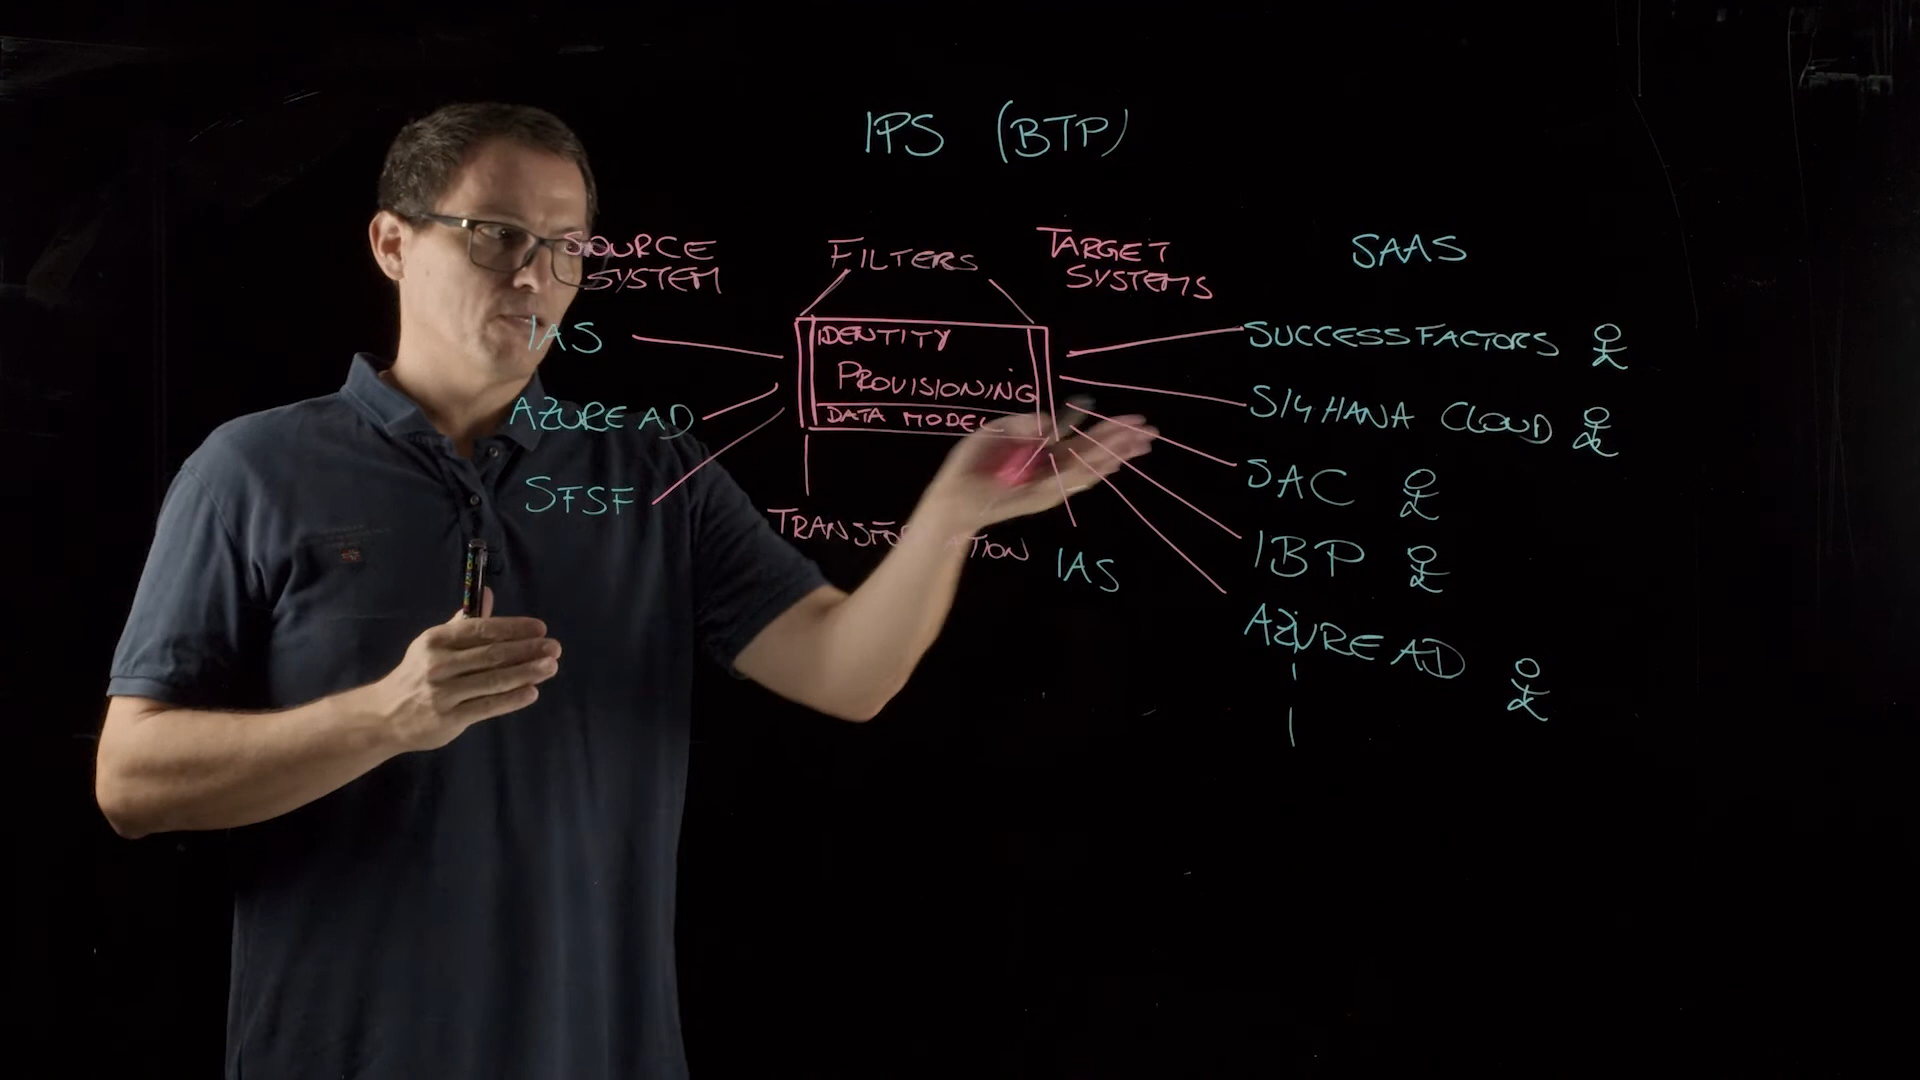 IPS (BTP)
SOURCE
SYSTEM
FILTERS
TARGET
SYSTEMS
SAAS
IAS
AZURE AD
SFSF
IDENTITY
PROVISIONING
DATA MODEL
TRANSFORMATION
IAS
SUCCESSFACTORS
S/4 HANA CLOUD
SAC
IBP
AZURE AD